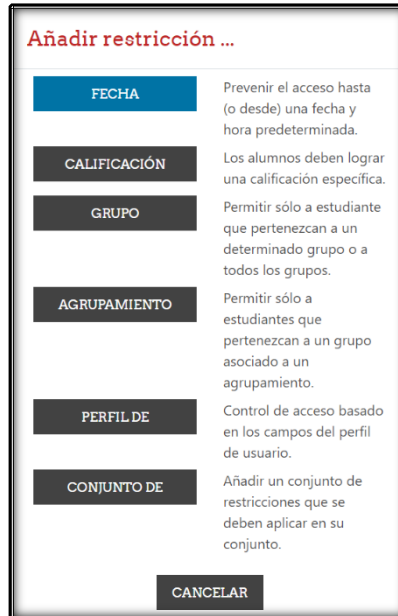 Añadir restricción ...
FECHA
Prevenir el acceso hasta
(o desde) una fecha y
hora predeterminada.
CALIFICACIÓN
Los alumnos deben lograr
una calificación específica.
GRUPO
Permitir sólo a estudiante
que pertenezcan a un
determinado grupo o a
todos los grupos.
AGRUPAMIENTO
Permitir sólo a
estudiantes que
pertenezcan a un grupo
asociado a un
agrupamiento.
PERFIL DE
Control de acceso basado
en los campos del perfil
de usuario.
CONJUNTO DE
Añadir un conjunto de
restricciones que se
deben aplicar en su
conjunto.
CANCELAR